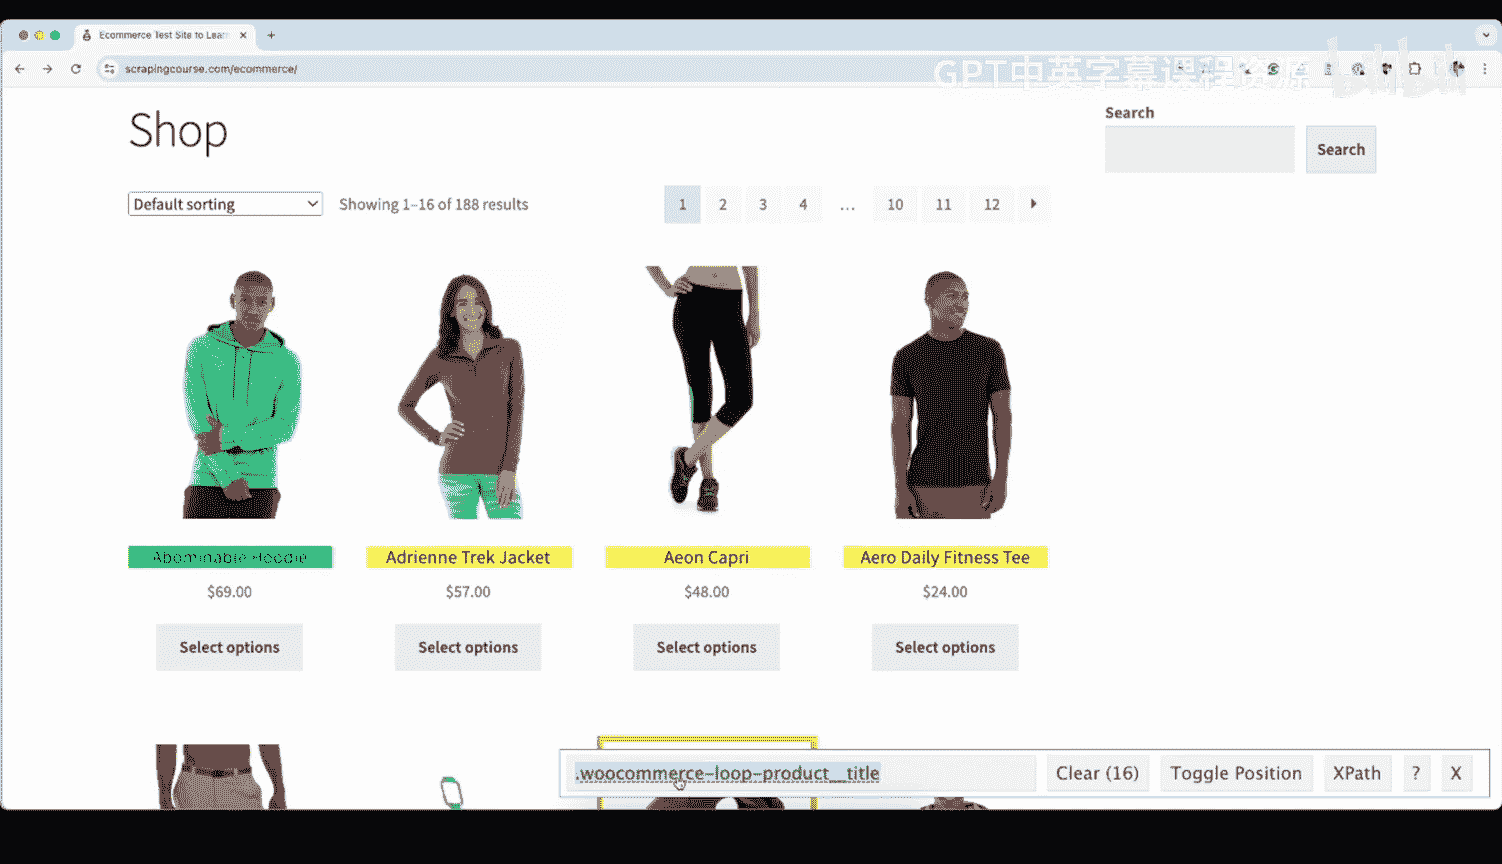 Ecommerce Test Site to Lear
scrapingcourse.com/ecommerce/
GPT中英字幕课程资源
bilibili
Shop
Search
Search
Default sorting
Showing 1–16 of 188 results
1 2 3 4 ... 10 11 12
Abominable Hoodie
Adrienne Trek Jacket
Aeon Capri
Aero Daily Fitness Tee
$69.00
$57.00
$48.00
$24.00
Select options
Select options
Select options
Select options
.woocommerce-loop-product__title
Clear (16)
Toggle Position
XPath
?
X